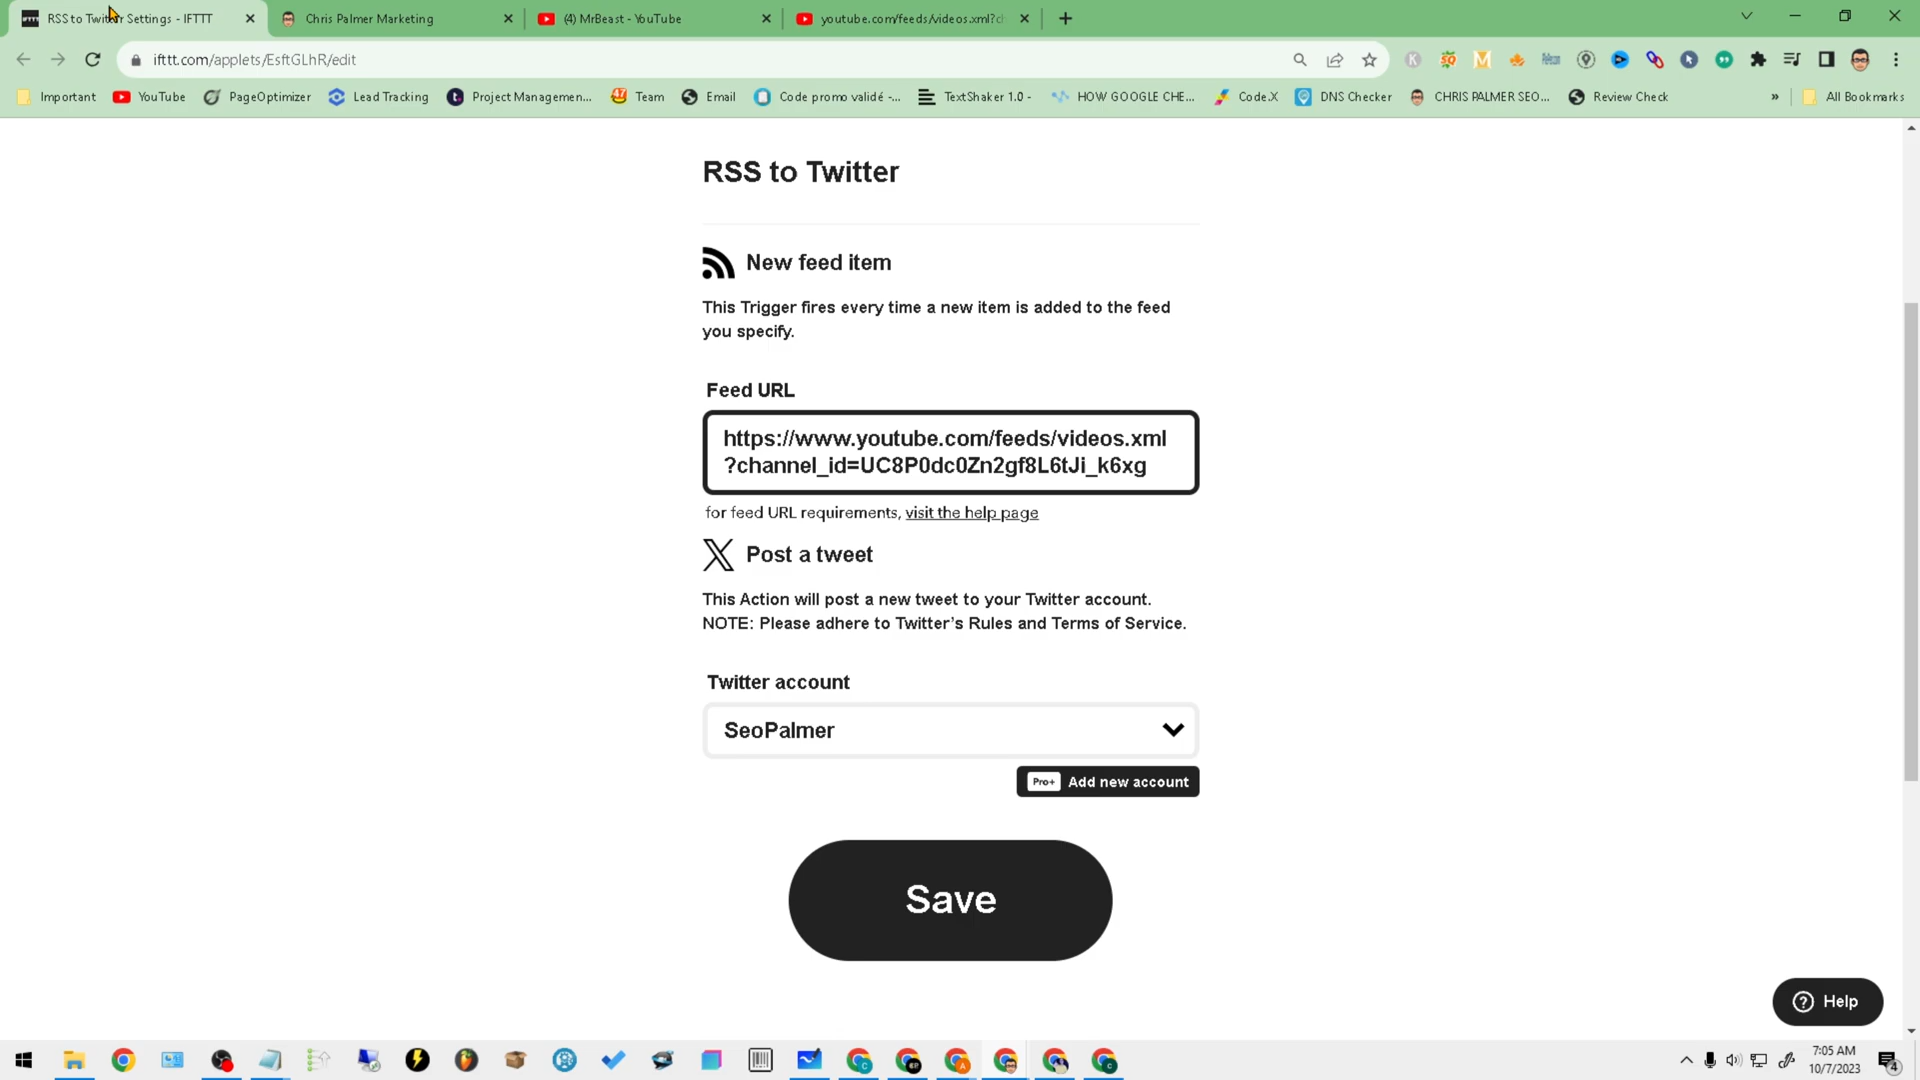 RSS to Twitter Settings - IFTTT
Chris Palmer Marketing
(4) MrBeast - YouTube
youtube.com/feeds/videos.xml?ch
ifttt.com/applets/EsftGLhR/edit
Important
YouTube
PageOptimizer
Lead Tracking
Project Managemen...
Team
Email
Code promo validé -...
TextShaker 1.0 -
HOW GOOGLE CHE...
Code.X
DNS Checker
CHRIS PALMER SEO...
Review Check
»
All Bookmarks
RSS to Twitter
New feed item
This Trigger fires every time a new item is added to the feed
you specify.
Feed URL
https://www.youtube.com/feeds/videos.xml
?channel_id=UC8P0dc0Zn2gf8L6tJi_k6xg
for feed URL requirements, visit the help page
Post a tweet
This Action will post a new tweet to your Twitter account.
NOTE: Please adhere to Twitter's Rules and Terms of Service.
Twitter account
SeoPalmer
Pro+ Add new account
Save
Help
7:05 AM
10/7/2023
4